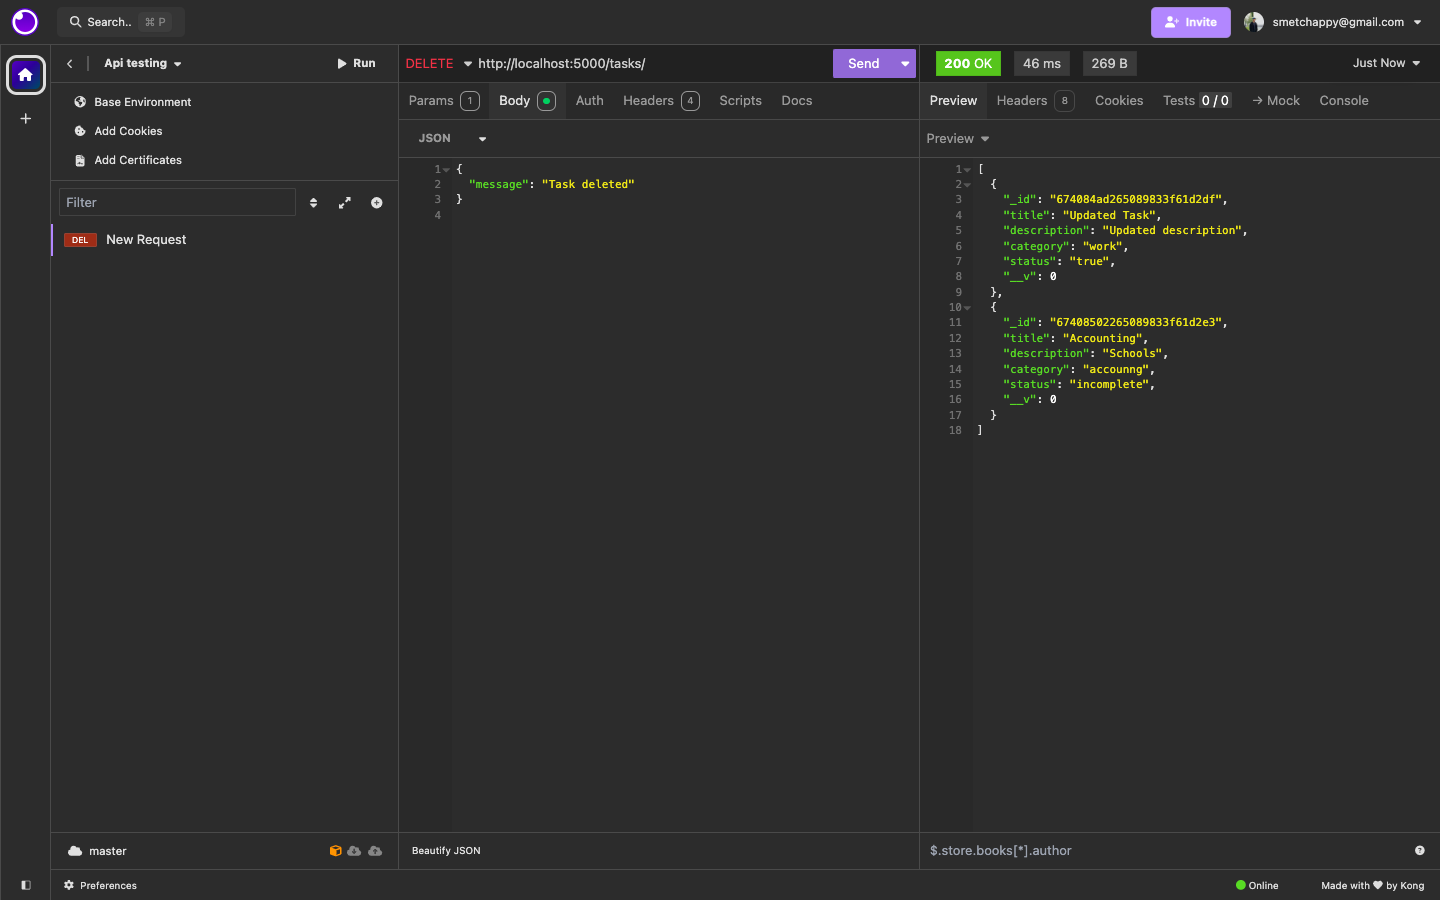 Search.. ⌘ P
Invite
smetchappy@gmail.com
Api testing
Run
Base Environment
Add Cookies
Add Certificates
Filter
DEL New Request
master
Preferences
DELETE http://localhost:5000/tasks/
Send
Params 1 Body Auth Headers 4 Scripts Docs
JSON
1 {
2 "message": "Task deleted"
3 }
4
Beautify JSON
200 OK 46 ms 269 B
Just Now
Preview Headers 8 Cookies Tests 0 / 0 → Mock Console
Preview
1 [
2 {
3 "_id": "674084ad265089833f61d2df",
4 "title": "Updated Task",
5 "description": "Updated description",
6 "category": "work",
7 "status": "true",
8 "__v": 0
9 },
10 {
11 "_id": "67408502265089833f61d2e3",
12 "title": "Accounting",
13 "description": "Schools",
14 "category": "accounng",
15 "status": "incomplete",
16 "__v": 0
17 }
18 ]
$.store.books[*].author
Online
Made with ♥ by Kong